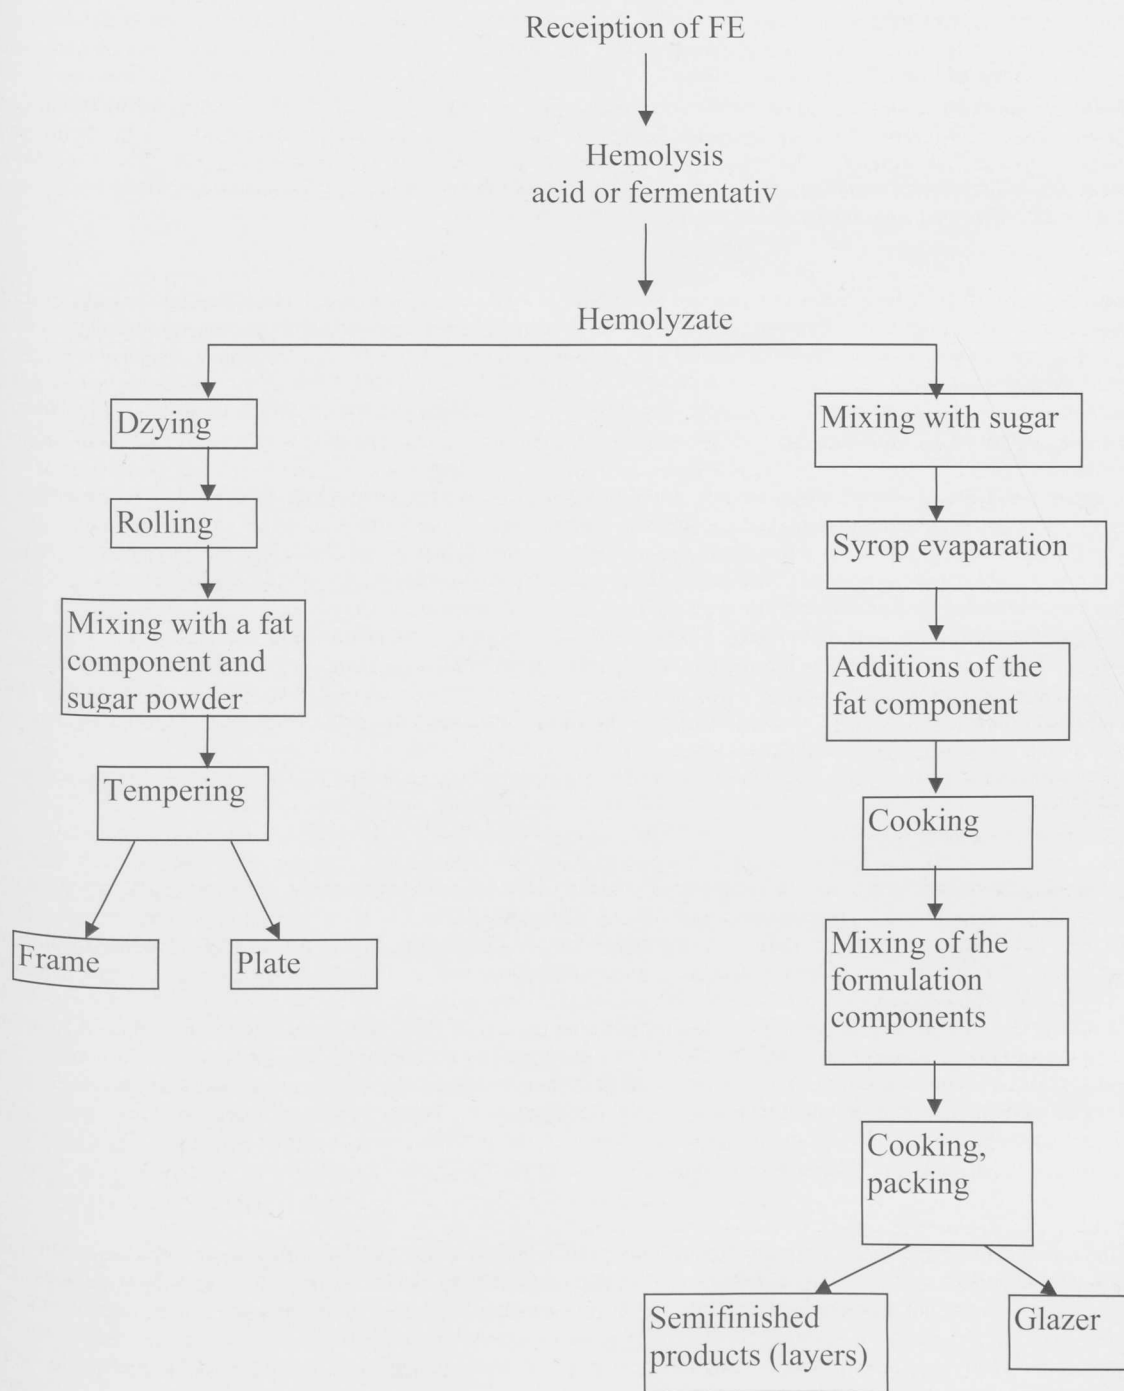 Receiption of FE
Hemolysis
acid or fermentativ
Hemolyzate
Dzying
Rolling
Mixing with a fat
component and
sugar powder
Tempering
Frame
Plate
Mixing with sugar
Syrop evaparation
Additions of the
fat component
Cooking
Mixing of the
formulation
components
Cooking,
packing
Semifinished
products (layers)
Glazer